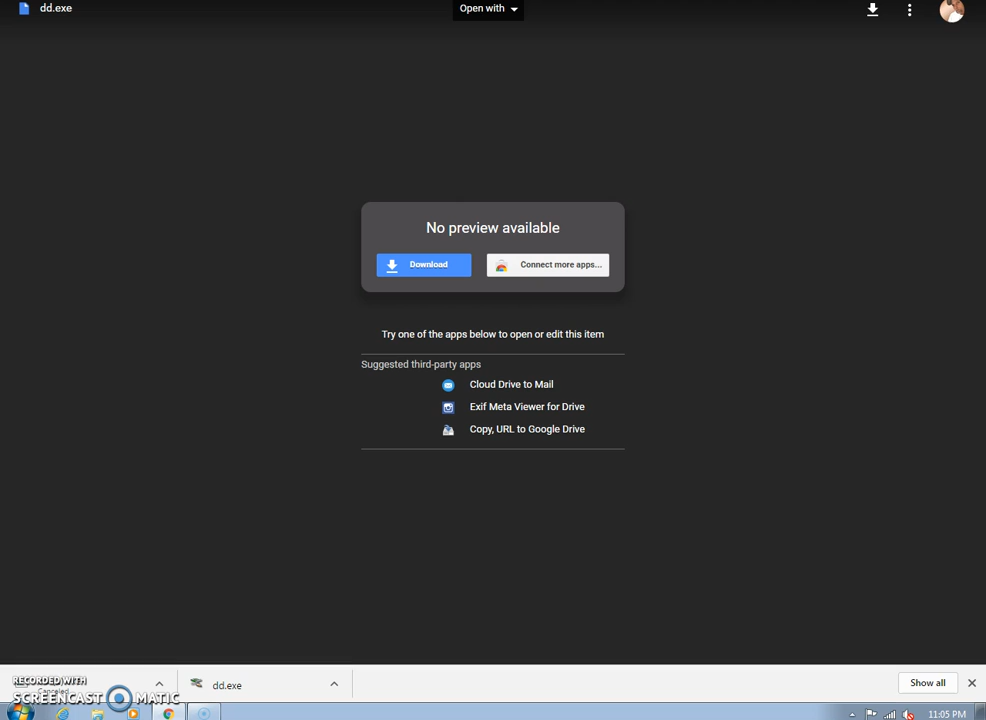 dd.exe
Open with
No preview available
Download
Connect more apps...
Try one of the apps below to open or edit this item
Suggested third-party apps
Cloud Drive to Mail
Exif Meta Viewer for Drive
Copy, URL to Google Drive
RECORDED WITH
Canceled
SCREENCAST MATIC
dd.exe
Show all
11:05 PM